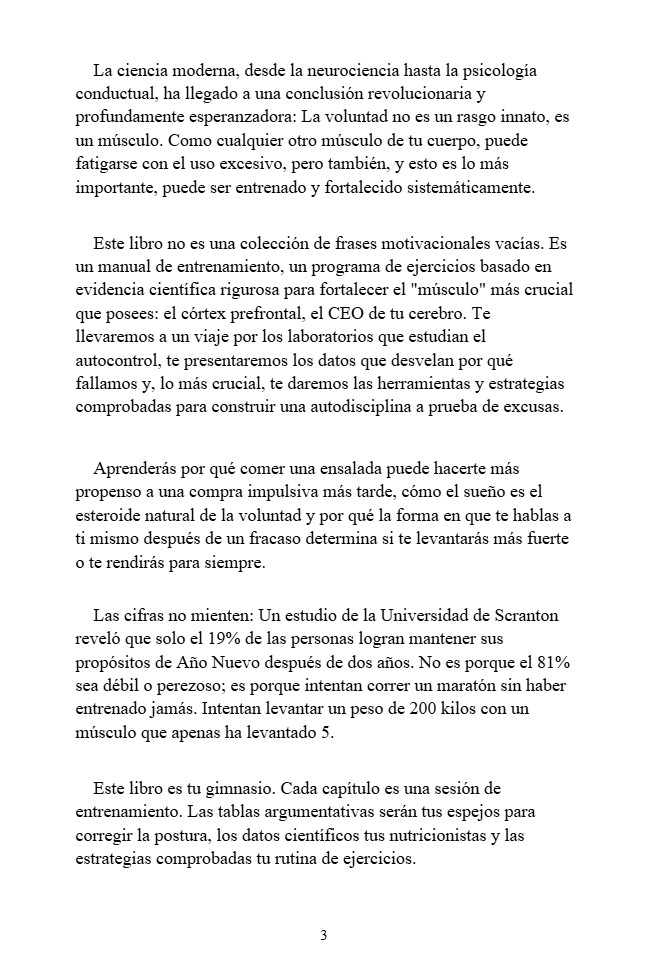 La ciencia moderna, desde la neurociencia hasta la psicología
conductual, ha llegado a una conclusión revolucionaria y
profundamente esperanzadora: La voluntad no es un rasgo innato, es
un músculo. Como cualquier otro músculo de tu cuerpo, puede
fatigarse con el uso excesivo, pero también, y esto es lo más
importante, puede ser entrenado y fortalecido sistemáticamente.
Este libro no es una colección de frases motivacionales vacías. Es
un manual de entrenamiento, un programa de ejercicios basado en
evidencia científica rigurosa para fortalecer el "músculo" más crucial
que posees: el córtex prefrontal, el CEO de tu cerebro. Te
llevaremos a un viaje por los laboratorios que estudian el
autocontrol, te presentaremos los datos que desvelan por qué
fallamos y, lo más crucial, te daremos las herramientas y estrategias
comprobadas para construir una autodisciplina a prueba de excusas.
Aprenderás por qué comer una ensalada puede hacerte más
propenso a una compra impulsiva más tarde, cómo el sueño es el
esteroide natural de la voluntad y por qué la forma en que te hablas a
ti mismo después de un fracaso determina si te levantarás más fuerte
o te rendirás para siempre.
Las cifras no mienten: Un estudio de la Universidad de Scranton
reveló que solo el 19% de las personas logran mantener sus
propósitos de Año Nuevo después de dos años. No es porque el 81%
sea débil o perezoso; es porque intentan correr un maratón sin haber
entrenado jamás. Intentan levantar un peso de 200 kilos con un
músculo que apenas ha levantado 5.
Este libro es tu gimnasio. Cada capítulo es una sesión de
entrenamiento. Las tablas argumentativas serán tus espejos para
corregir la postura, los datos científicos tus nutricionistas y las
estrategias comprobadas tu rutina de ejercicios.
3